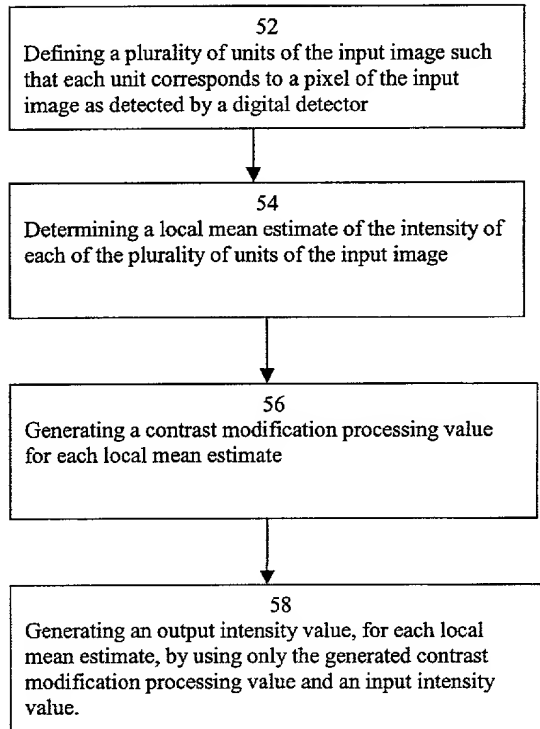 52
Defining a plurality of units of the input image such
that each unit corresponds to a pixel of the input
image as detected by a digital detector
54
Determining a local mean estimate of the intensity of
each of the plurality of units of the input image
56
Generating a contrast modification processing value
for each local mean estimate
58
Generating an output intensity value, for each local
mean estimate, by using only the generated contrast
modification processing value and an input intensity
value.